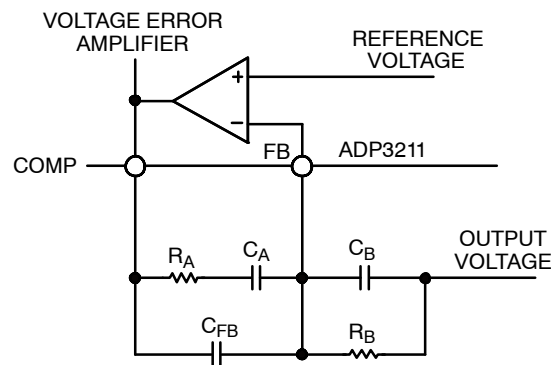 VOLTAGE ERROR
AMPLIFIER
REFERENCE
VOLTAGE
+
−
COMP
FB
ADP3211
RA
CA
CB
OUTPUT
VOLTAGE
CFB
RB